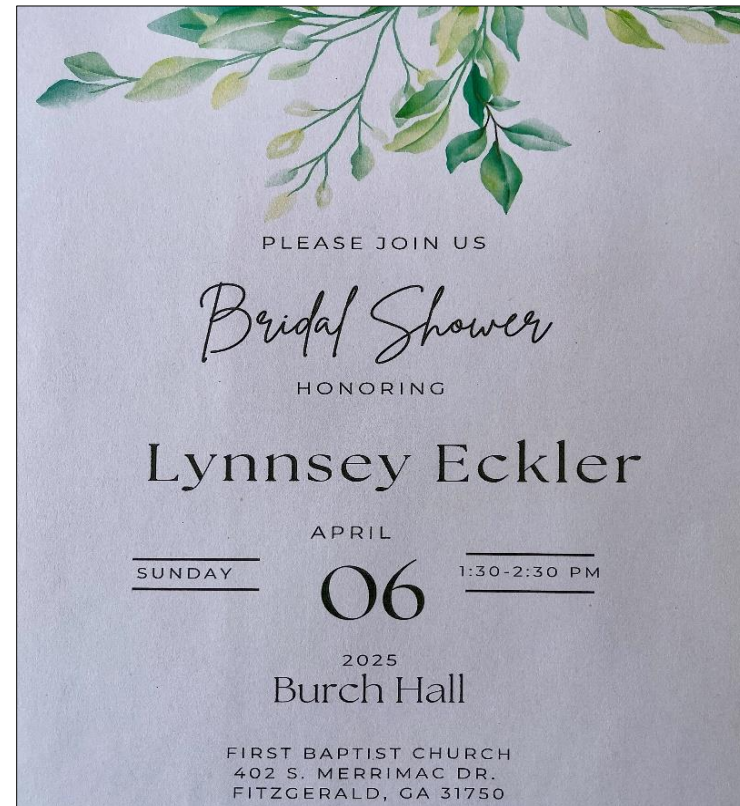 PLEASE JOIN US
Bridal Shower
HONORING
Lynnsey Eckler
APRIL
SUNDAY 06 1:30-2:30 PM
2025
Burch Hall
FIRST BAPTIST CHURCH
402 S. MERRIMAC DR.
FITZGERALD, GA 31750